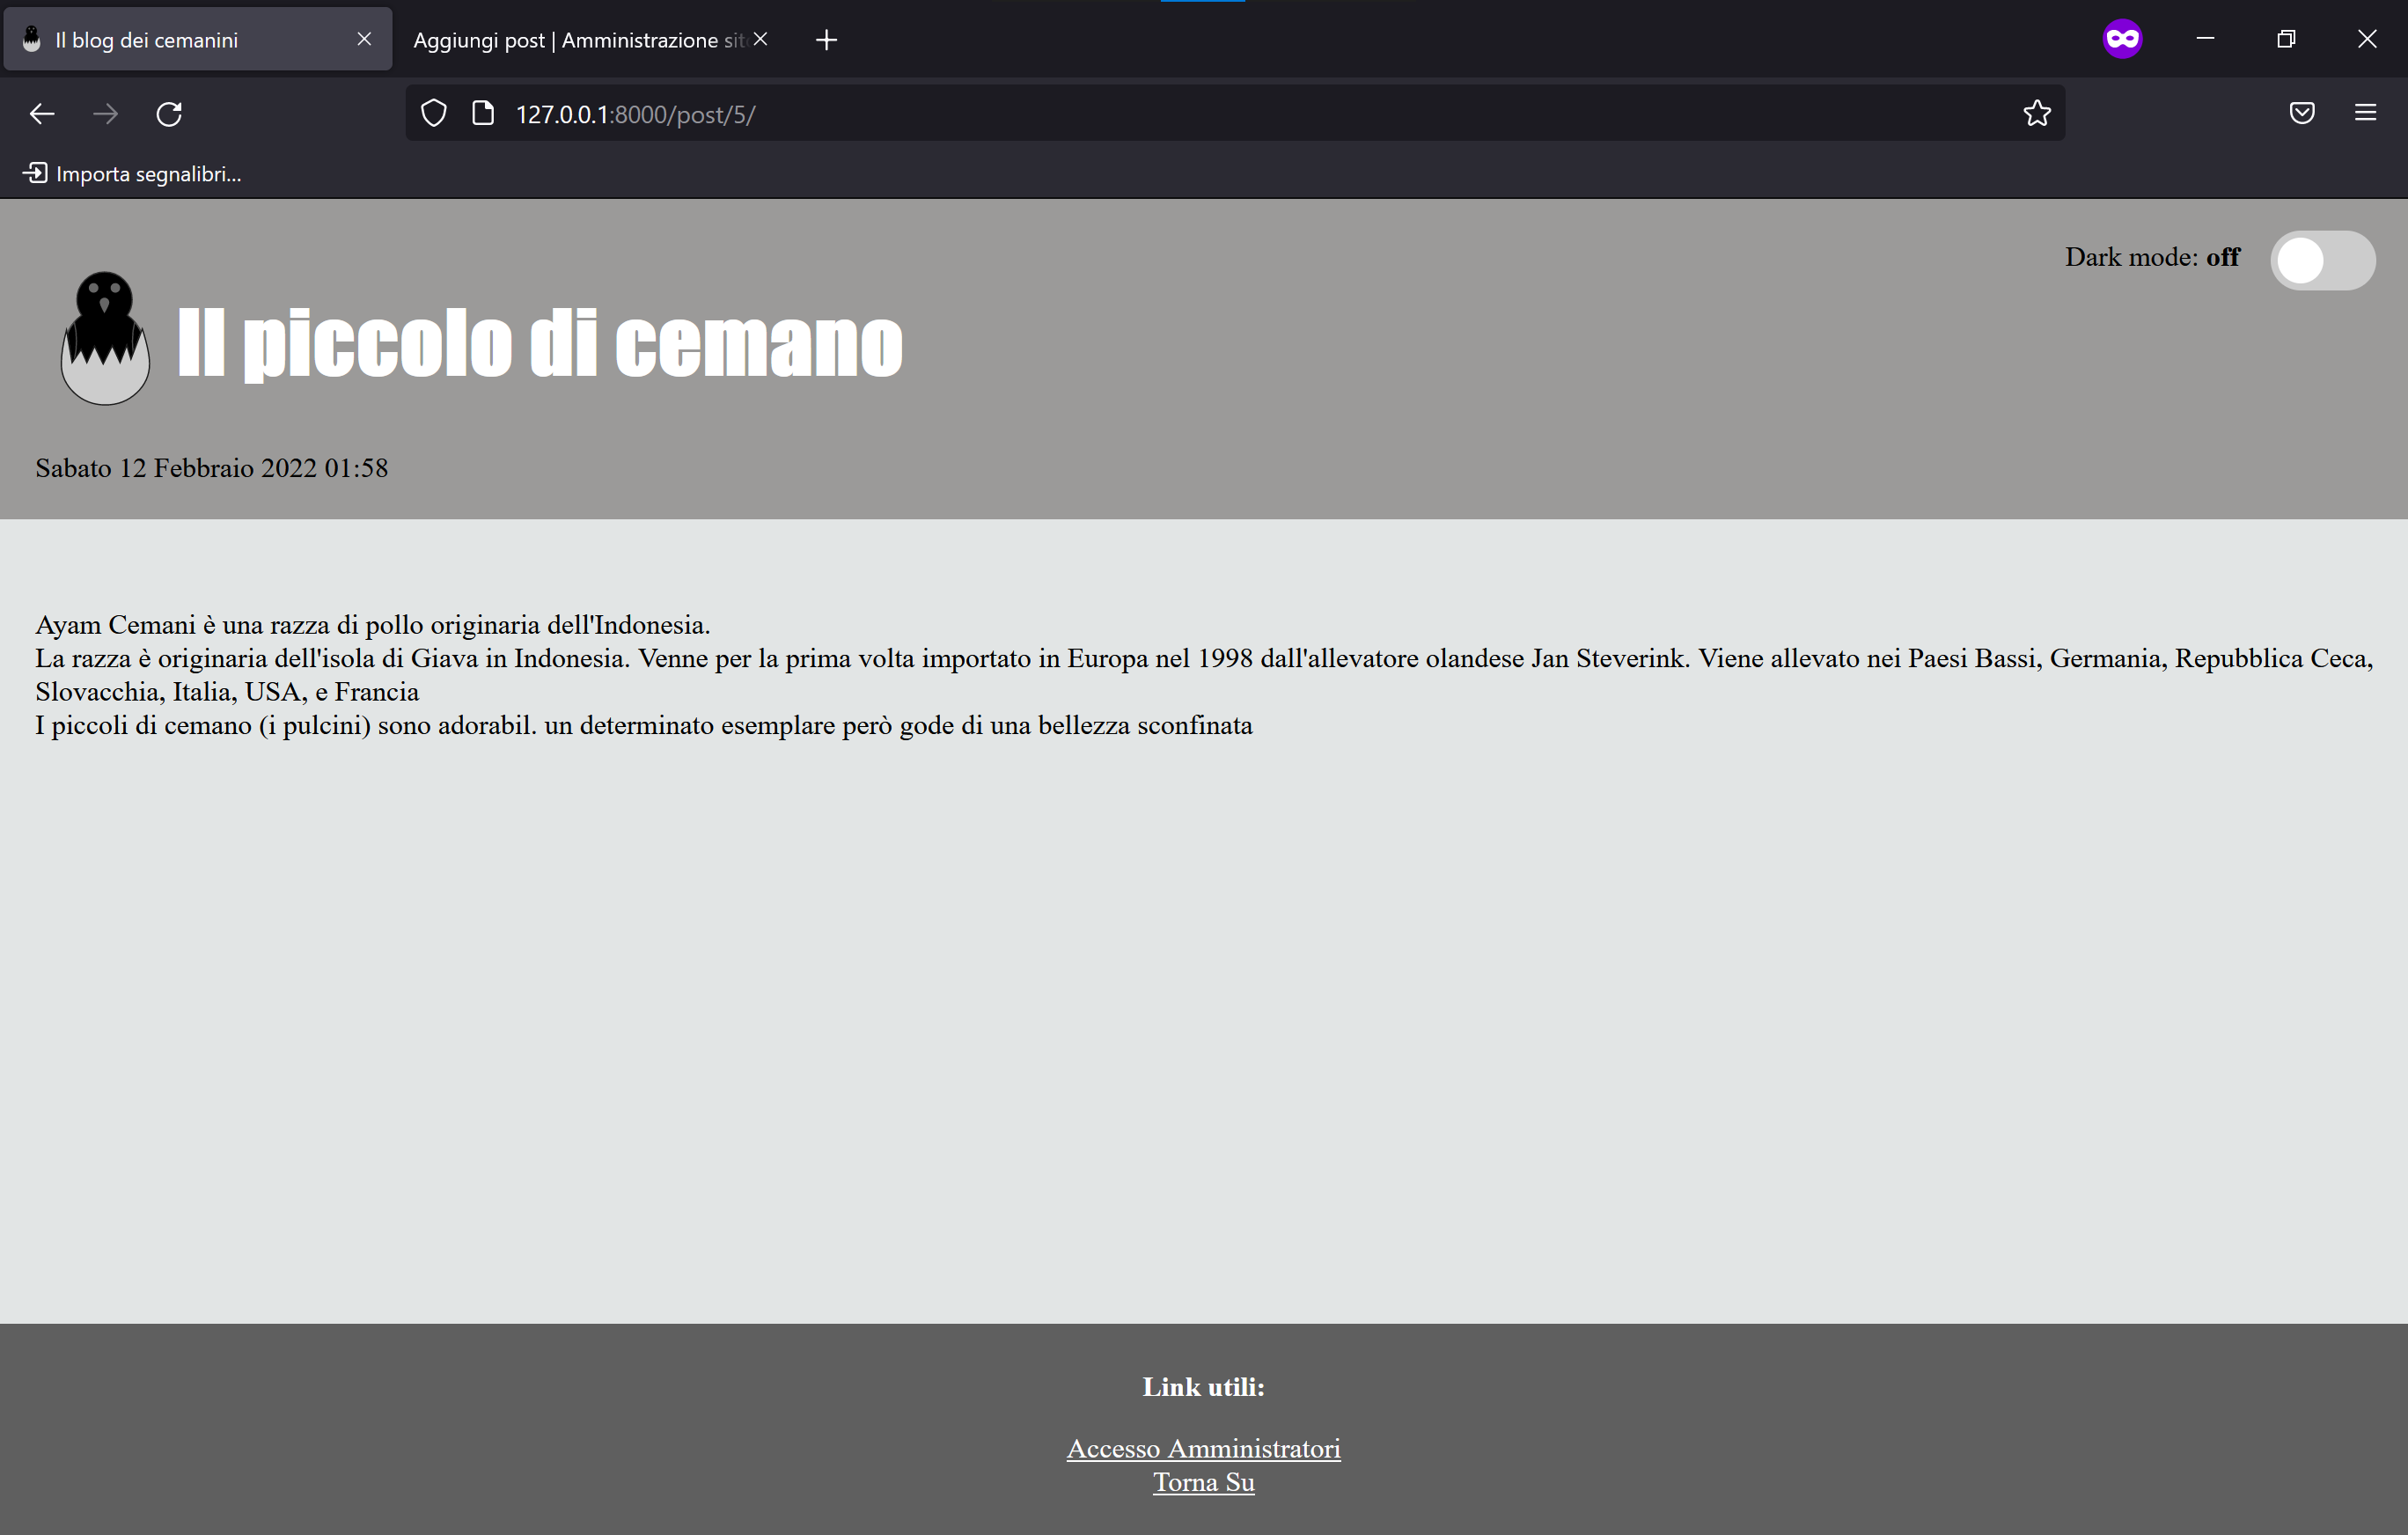 Il blog dei cemanini
Aggiungi post | Amministrazione sit
127.0.0.1:8000/post/5/
Importa segnalibri...
Dark mode: off
Il piccolo di cemano
Sabato 12 Febbraio 2022 01:58
Ayam Cemani è una razza di pollo originaria dell'Indonesia.
La razza è originaria dell'isola di Giava in Indonesia. Venne per la prima volta importato in Europa nel 1998 dall'allevatore olandese Jan Steverink. Viene allevato nei Paesi Bassi, Germania, Repubblica Ceca,
Slovacchia, Italia, USA, e Francia
I piccoli di cemano (i pulcini) sono adorabil. un determinato esemplare però gode di una bellezza sconfinata
Link utili:
Accesso Amministratori
Torna Su